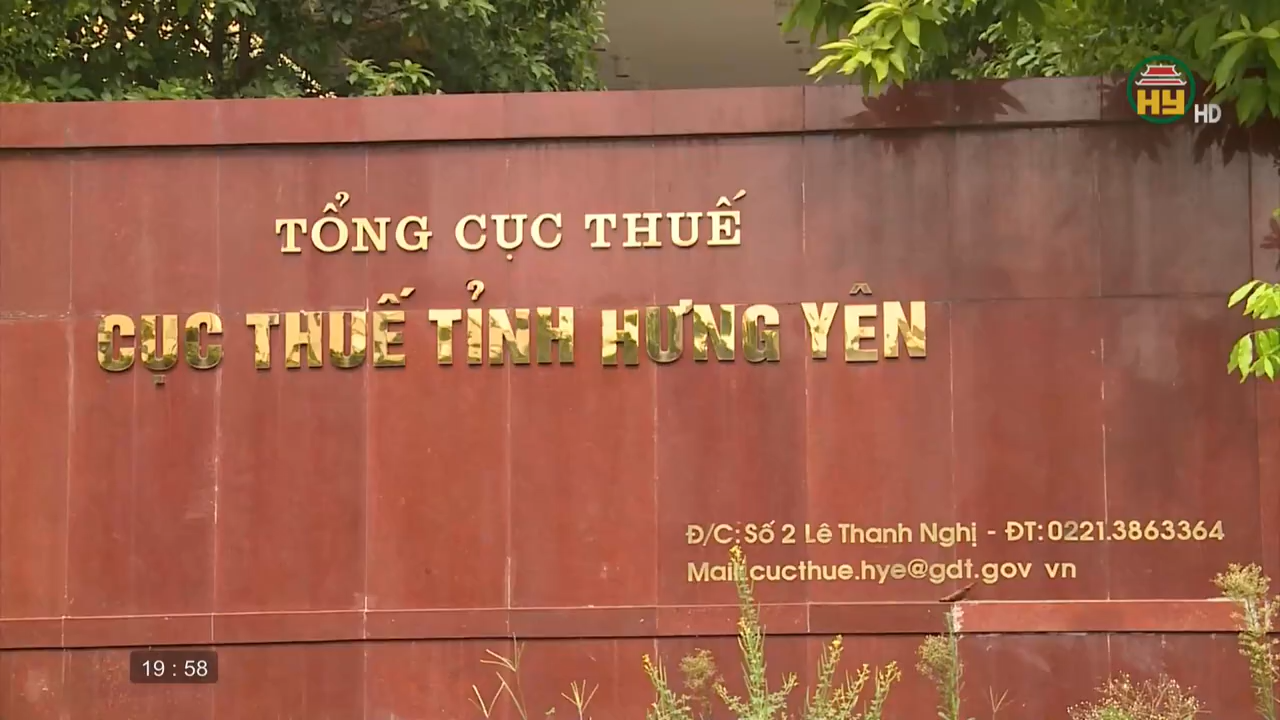 HY HD
TỔNG CỤC THUẾ
CỤC THUẾ TỈNH HƯNG YÊN
Đ/C: Số 2 Lê Thanh Nghị - ĐT: 0221.3863364
Mail:cucthue.hye@gdt.gov vn
19 : 58